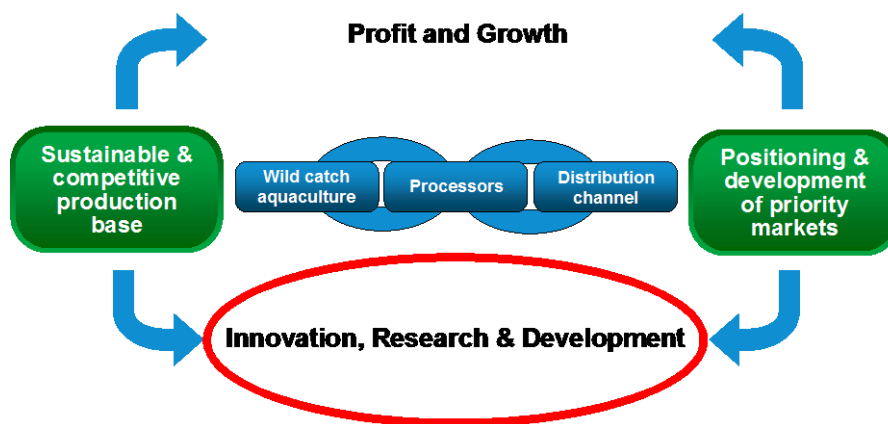 Profit and Growth
Sustainable &
competitive
production
base
Wild catch
aquaculture
Processors
Distribution
channel
Positioning &
development
of priority
markets
Innovation, Research & Development